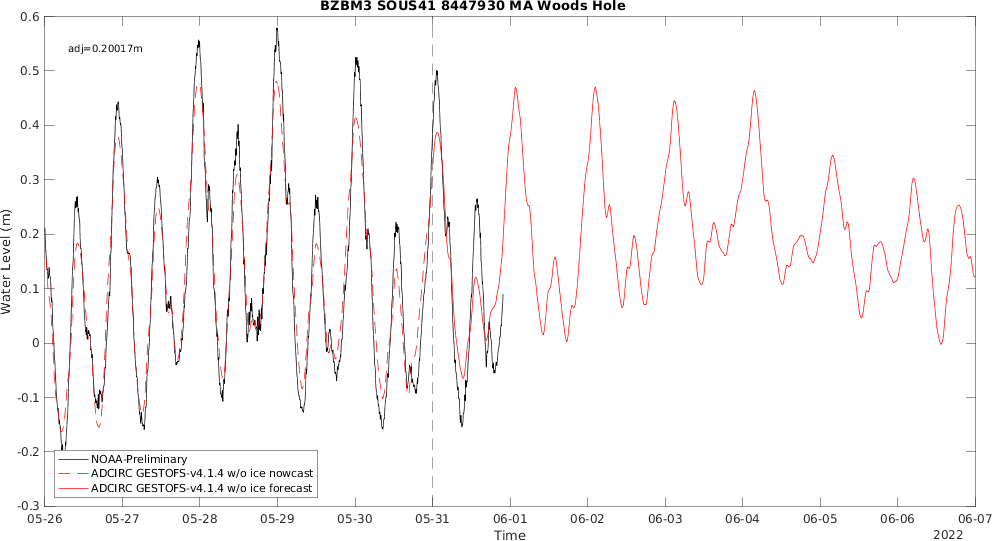 BZBM3 SOUS41 8447930 MA Woods Hole
adj=0.20017m
Water Level (m)
0.6
0.5
0.4
0.3
0.2
0.1
0
-0.1
-0.2
-0.3
NOAA-Preliminary
ADCIRC GESTOFS-v4.1.4 w/o ice nowcast
ADCIRC GESTOFS-v4.1.4 w/o ice forecast
05-26 05-27 05-28 05-29 05-30 05-31 06-01 06-02 06-03 06-04 06-05 06-06 06-07
Time
2022